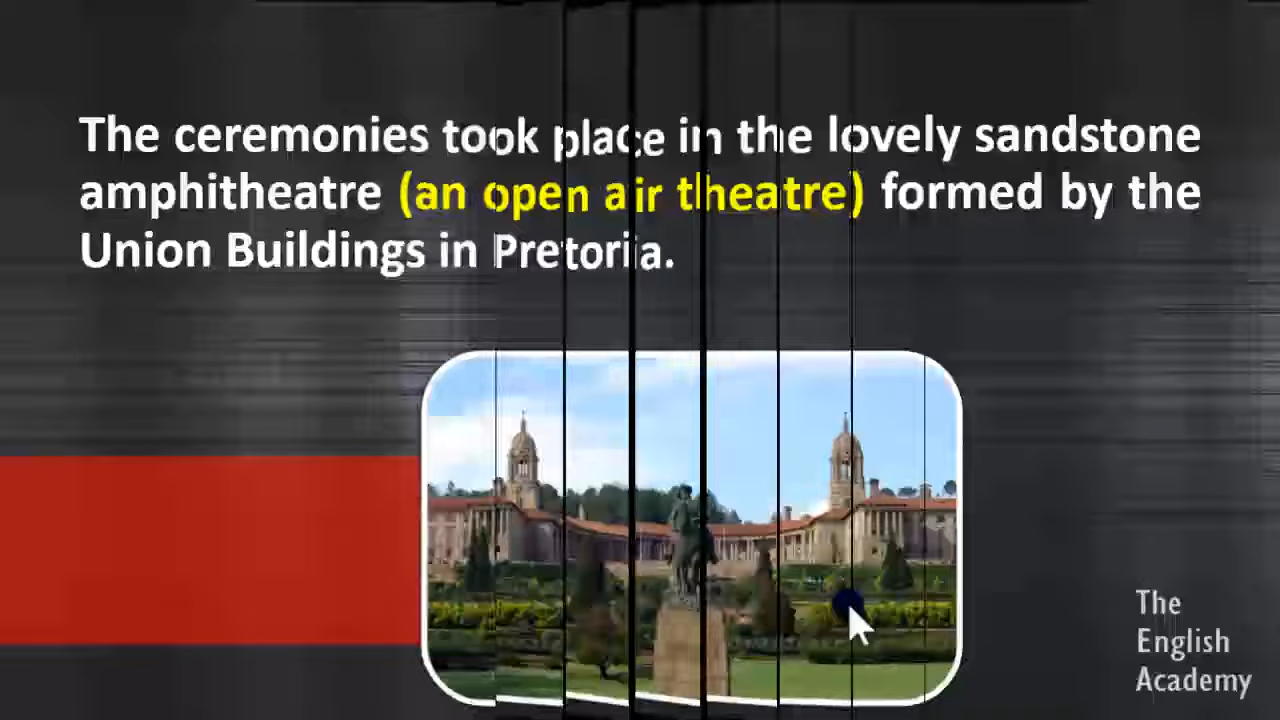 The ceremonies took place in the lovely sandstone
amphitheatre (an open air theatre) formed by the
Union Buildings in Pretoria.
The
English
Academy